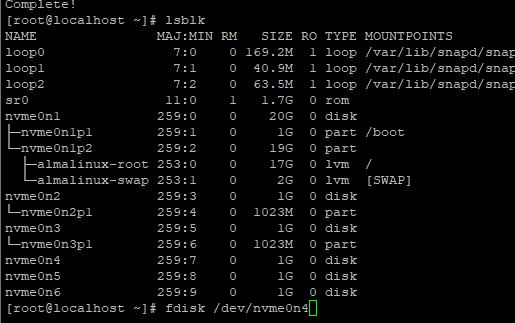 Complete!
[root@localhost ~]# lsblk
NAME               MAJ:MIN RM   SIZE RO TYPE MOUNTPOINTS
loop0                7:0    0 169.2M  1 loop /var/lib/snapd/snap
loop1                7:1    0  40.9M  1 loop /var/lib/snapd/snap
loop2                7:2    0  63.5M  1 loop /var/lib/snapd/snap
sr0                 11:0    1   1.7G  0 rom
nvme0n1            259:0    0    20G  0 disk
├─nvme0n1p1        259:1    0     1G  0 part /boot
└─nvme0n1p2        259:2    0    19G  0 part
  ├─almalinux-root 253:0    0    17G  0 lvm  /
  └─almalinux-swap 253:1    0     2G  0 lvm  [SWAP]
nvme0n2            259:3    0     1G  0 disk
└─nvme0n2p1        259:4    0  1023M  0 part
nvme0n3            259:5    0     1G  0 disk
└─nvme0n3p1        259:6    0  1023M  0 part
nvme0n4            259:7    0     1G  0 disk
nvme0n5            259:8    0     1G  0 disk
nvme0n6            259:9    0     1G  0 disk
[root@localhost ~]# fdisk /dev/nvme0n4